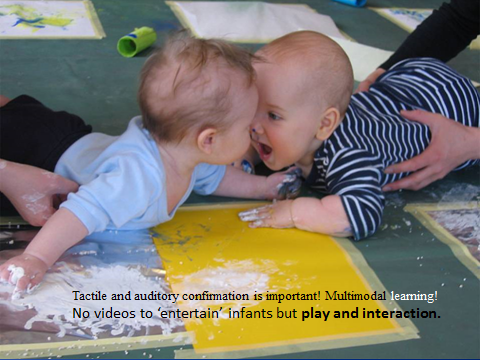 Tactile and auditory confirmation is important! Multimodal learning!
No videos to ‘entertain’ infants but play and interaction.